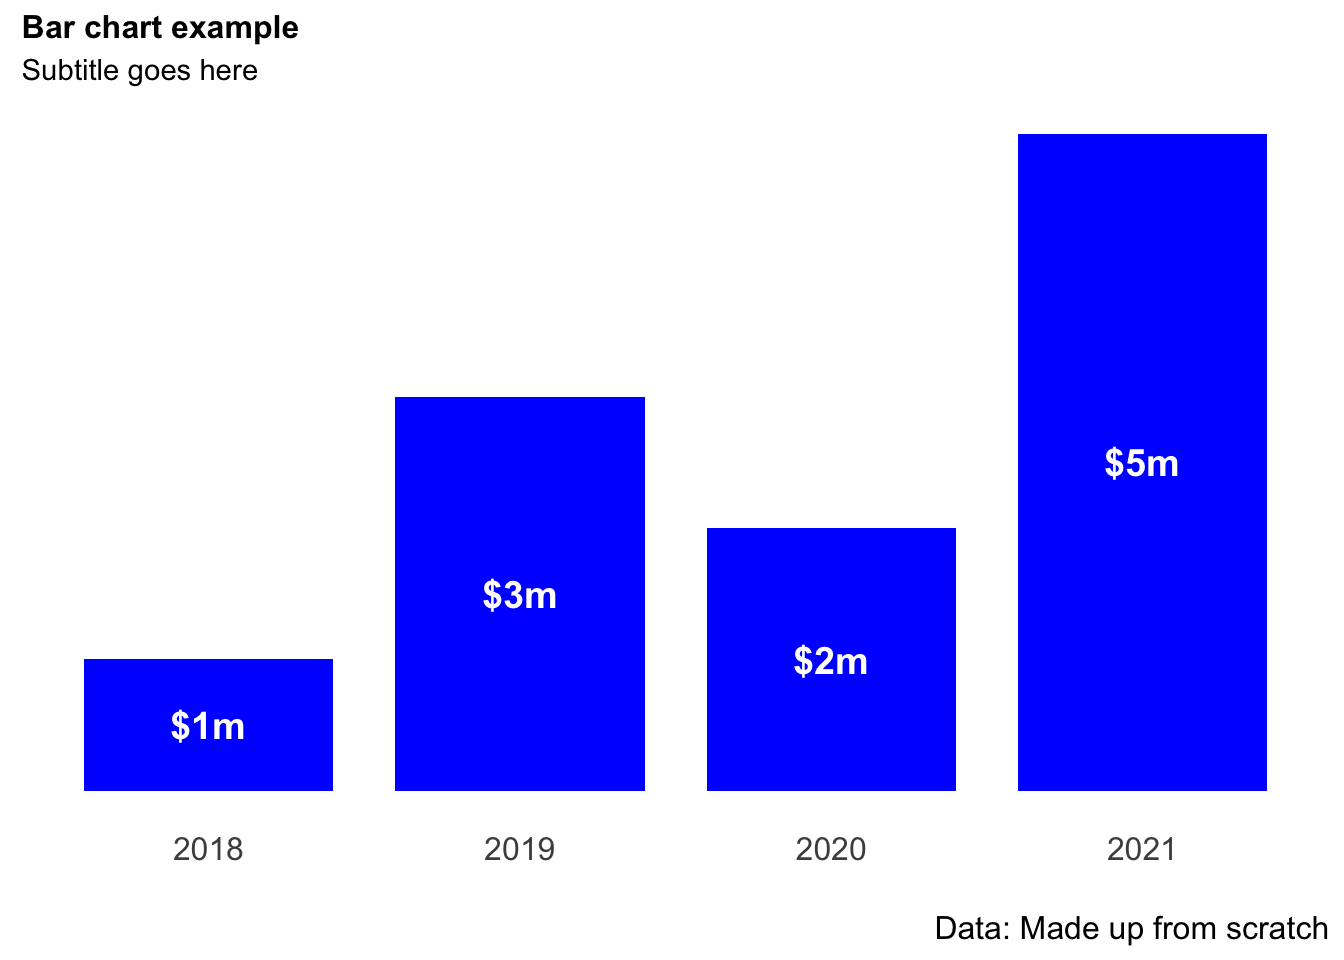 Bar chart example
Subtitle goes here
$5m
$3m
$2m
$1m
2018 2019 2020 2021
Data: Made up from scratch